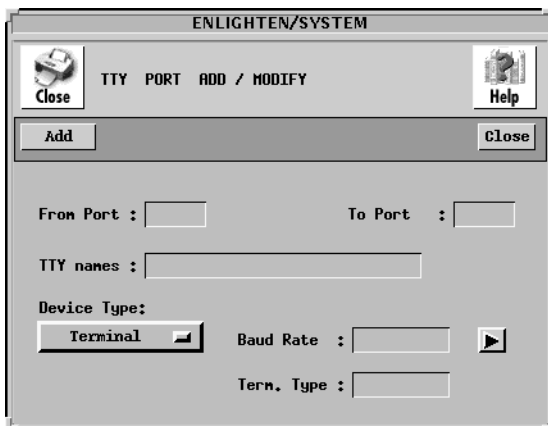 ENLIGHTEN/SYSTEM
Close
TTY PORT ADD / MODIFY
Help
Add
Close
From Port :
To Port :
TTY names :
Device Type:
Terminal
Baud Rate :
Term. Type :